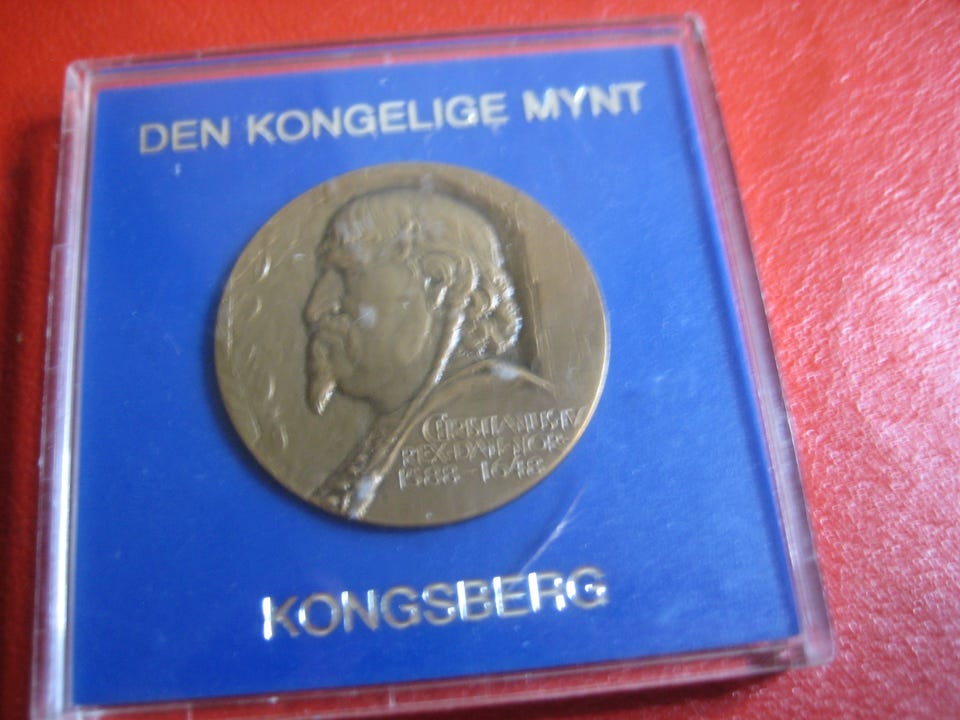 DEN KONGELIGE MYNT
CHRISTIANUS IV
REX·DAN·NOR·
1588-1648
KONGSBERG